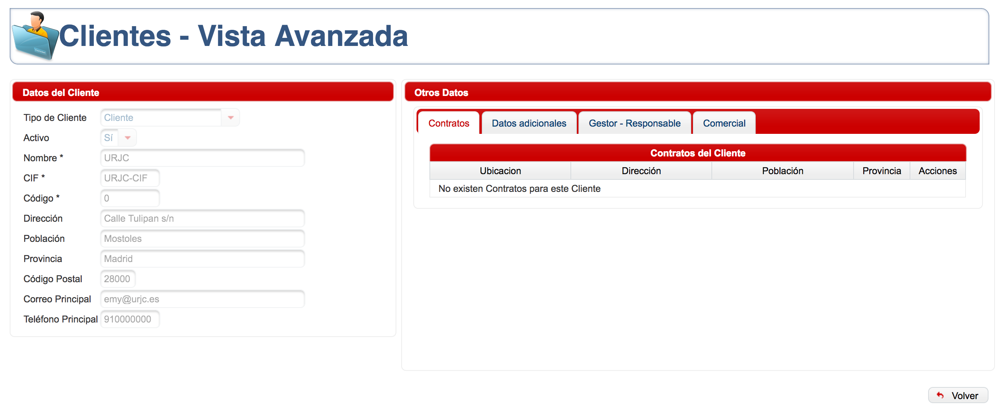 Clientes - Vista Avanzada
Customer
Datos del Cliente
Tipo de Cliente Cliente
Activo Sí
Nombre * URJC
CIF * URJC-CIF
Código * 0
Dirección Calle Tulipan s/n
Población Mostoles
Provincia Madrid
Código Postal 28000
Correo Principal emy@urjc.es
Teléfono Principal 910000000
Otros Datos
Contratos Datos adicionales Gestor - Responsable Comercial
Contratos del Cliente
Ubicacion Dirección Población Provincia Acciones
No existen Contratos para este Cliente
Volver